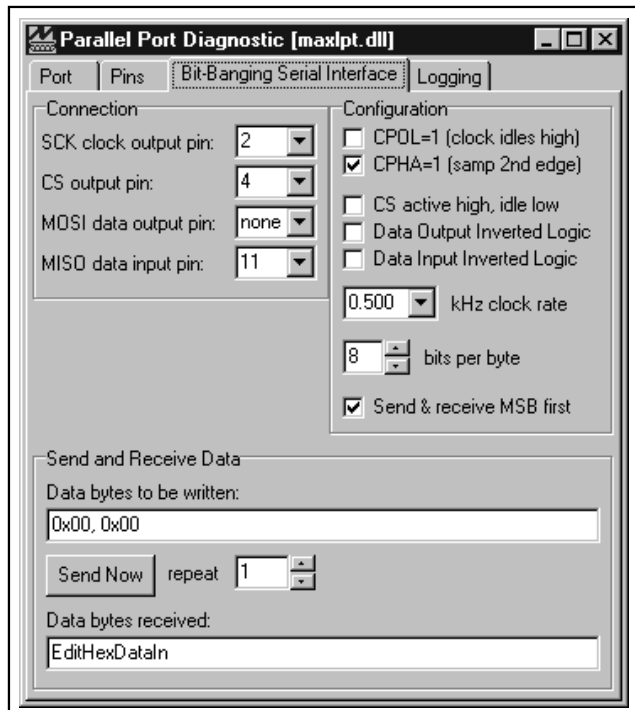 Parallel Port Diagnostic [maxlpt.dll]
Port Pins Bit-Banging Serial Interface Logging
Connection
SCK clock output pin: 2
CS output pin: 4
MOSI data output pin: none
MISO data input pin: 11
Configuration
CPOL=1 (clock idles high)
CPHA=1 (samp 2nd edge)
CS active high, idle low
Data Output Inverted Logic
Data Input Inverted Logic
0.500 kHz clock rate
8 bits per byte
Send & receive MSB first
Send and Receive Data
Data bytes to be written:
0x00, 0x00
Send Now repeat 1
Data bytes received:
EditHexDataIn